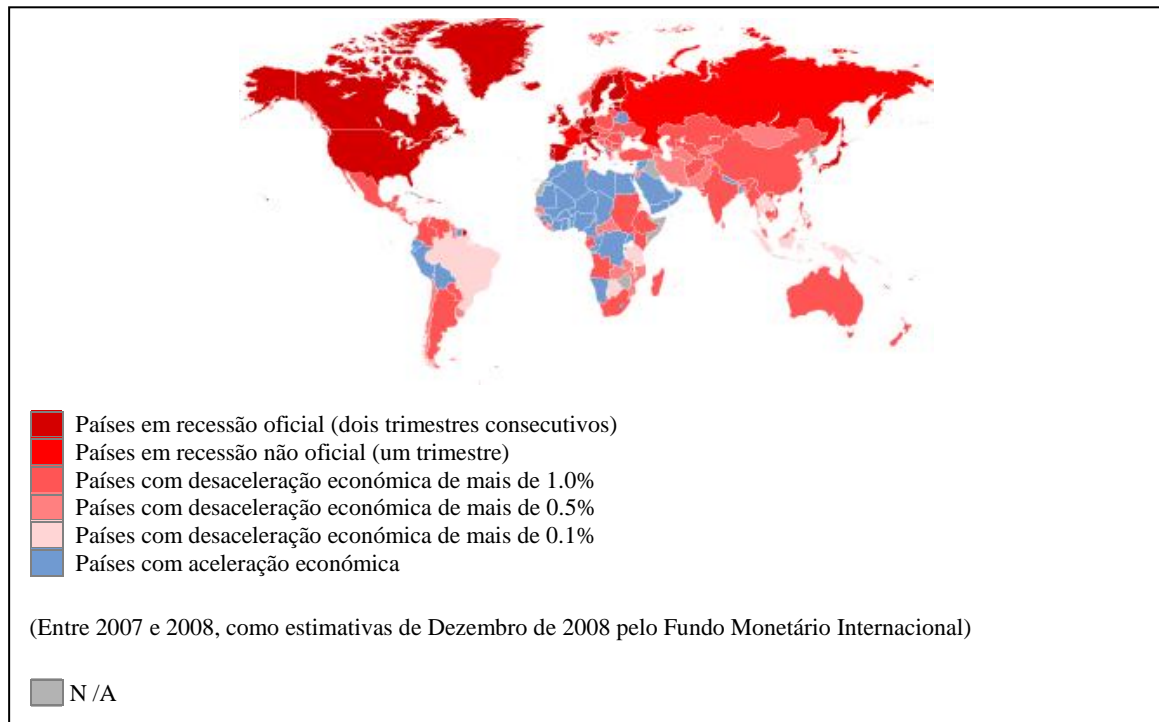 Países em recessão oficial (dois trimestres consecutivos)
Países em recessão não oficial (um trimestre)
Países com desaceleração económica de mais de 1.0%
Países com desaceleração económica de mais de 0.5%
Países com desaceleração económica de mais de 0.1%
Países com aceleração económica
(Entre 2007 e 2008, como estimativas de Dezembro de 2008 pelo Fundo Monetário Internacional)
N /A